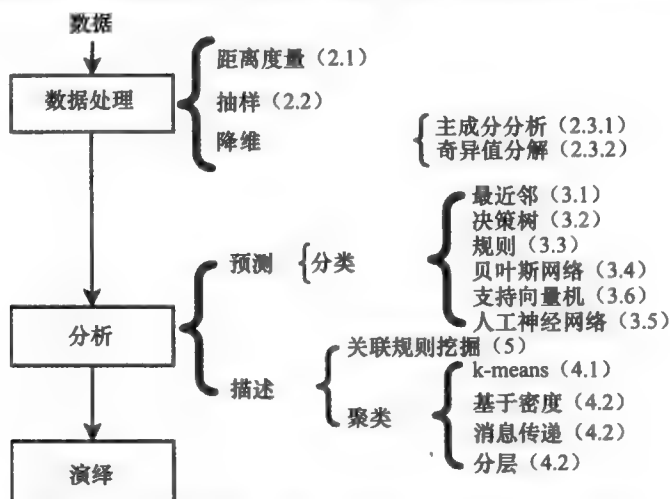 数据
数据处理
距离度量（2.1）
抽样（2.2）
降维
主成分分析（2.3.1）
奇异值分解（2.3.2）
分析
预测
分类
最近邻（3.1）
决策树（3.2）
规则（3.3）
贝叶斯网络（3.4）
支持向量机（3.6）
人工神经网络（3.5）
描述
关联规则挖掘（5）
聚类
k-means（4.1）
基于密度（4.2）
消息传递（4.2）
分层（4.2）
演绎